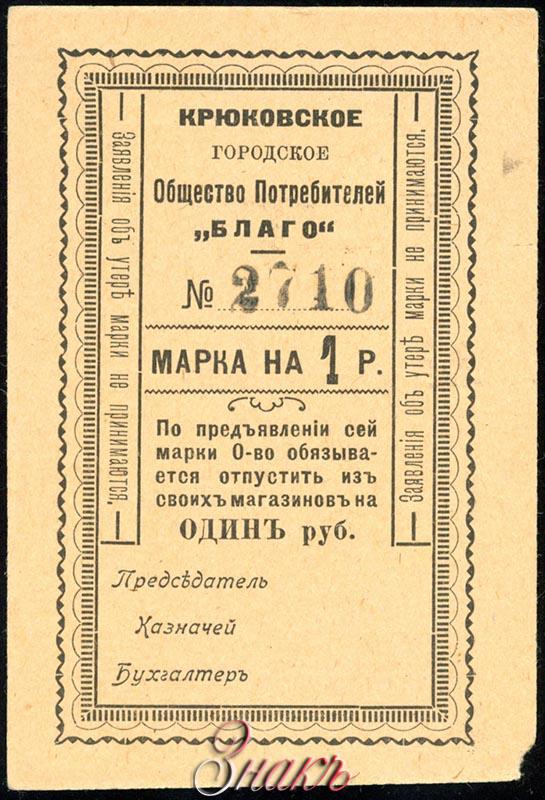 КРЮКОВСКОЕ
ГОРОДСКОЕ
Общество Потребителей
„БЛАГО“
№ 2710
МАРКА НА 1 Р.
По предъявленіи сей
марки О-во обязыва-
ется отпустить изъ
своихъ магазиновъ на
ОДИНЪ руб.
Заявленія объ утерѣ марки не принимаются.
Заявленія объ утерѣ марки не принимаются.
Предсѣдатель
Казначей
Бухгалтеръ
Знакъ